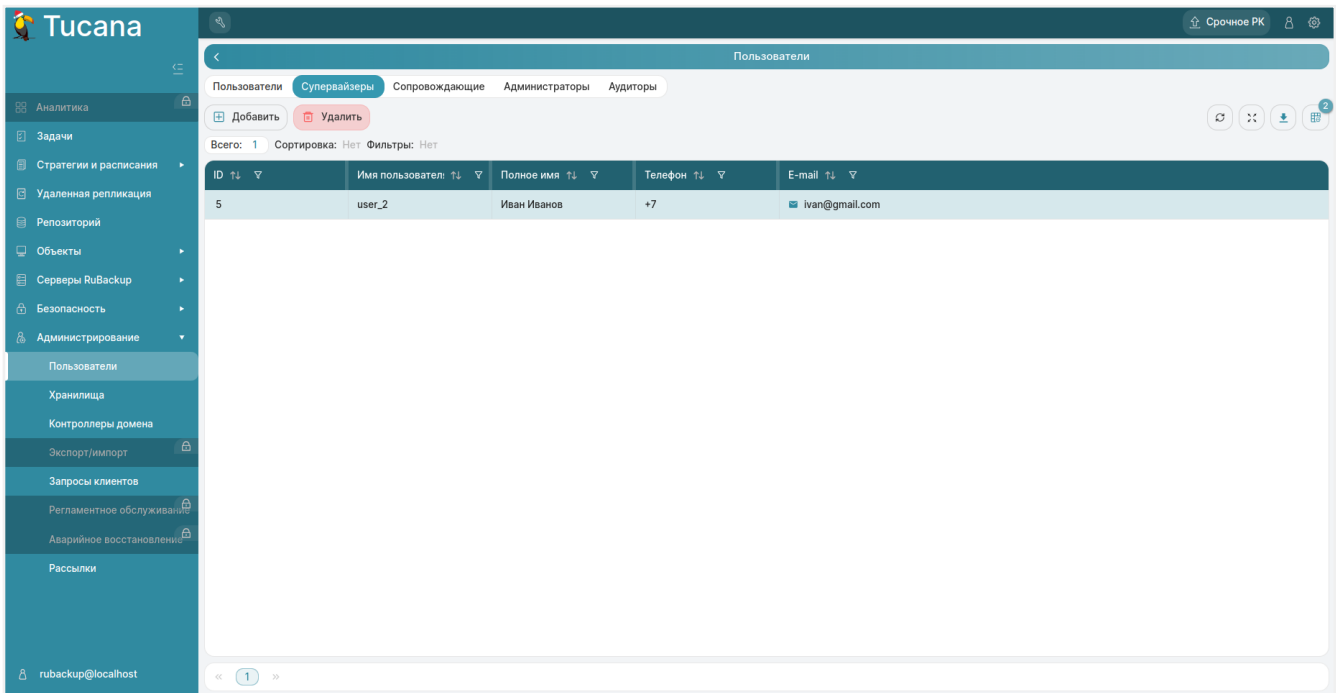 Tucana
Срочное РК
Пользователи
Пользователи Супервайзеры Сопровождающие Администраторы Аудиторы
Добавить Удалить
2
Всего: 1 Сортировка: Нет Фильтры: Нет
ID Имя пользовател Полное имя Телефон E-mail
5 user_2 Иван Иванов +7 ivan@gmail.com
Аналитика
Задачи
Стратегии и расписания
Удаленная репликация
Репозиторий
Объекты
Серверы RuBackup
Безопасность
Администрирование
Пользователи
Хранилища
Контроллеры домена
Экспорт/импорт
Запросы клиентов
Регламентное обслуживание
Аварийное восстановление
Рассылки
rubackup@localhost
« 1 »